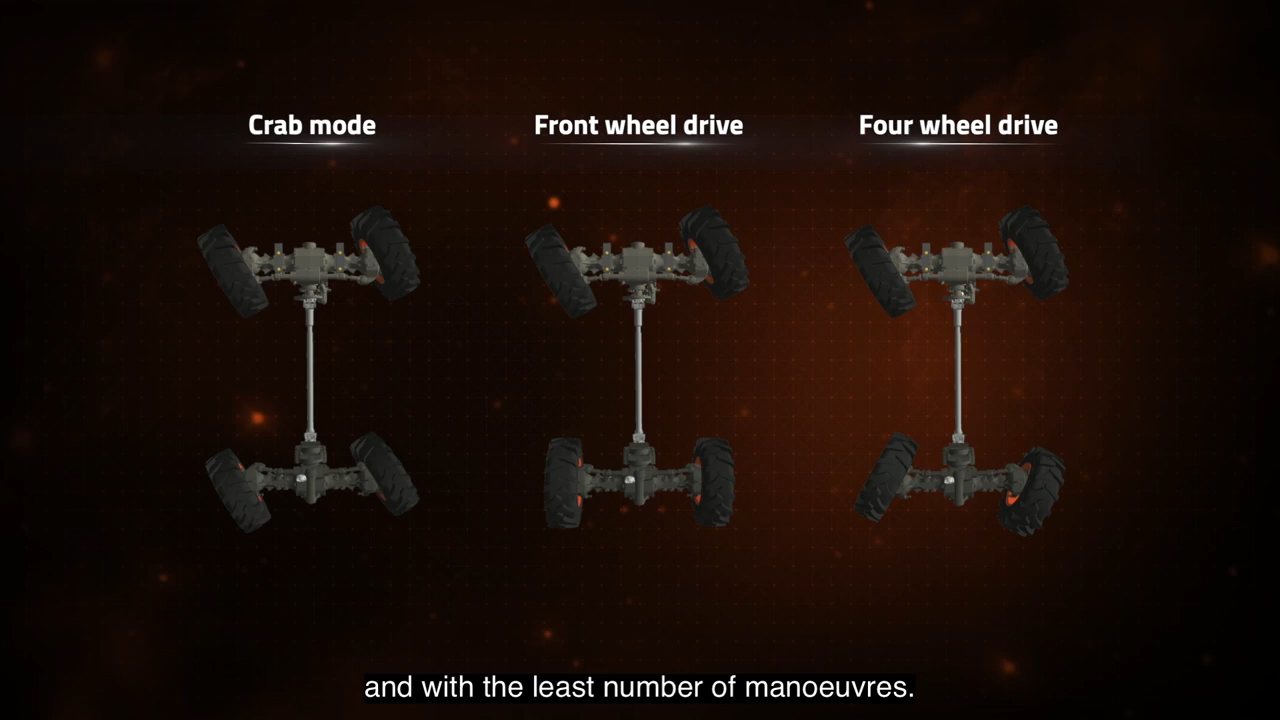 Crab mode
Front wheel drive
Four wheel drive
and with the least number of manoeuvres.